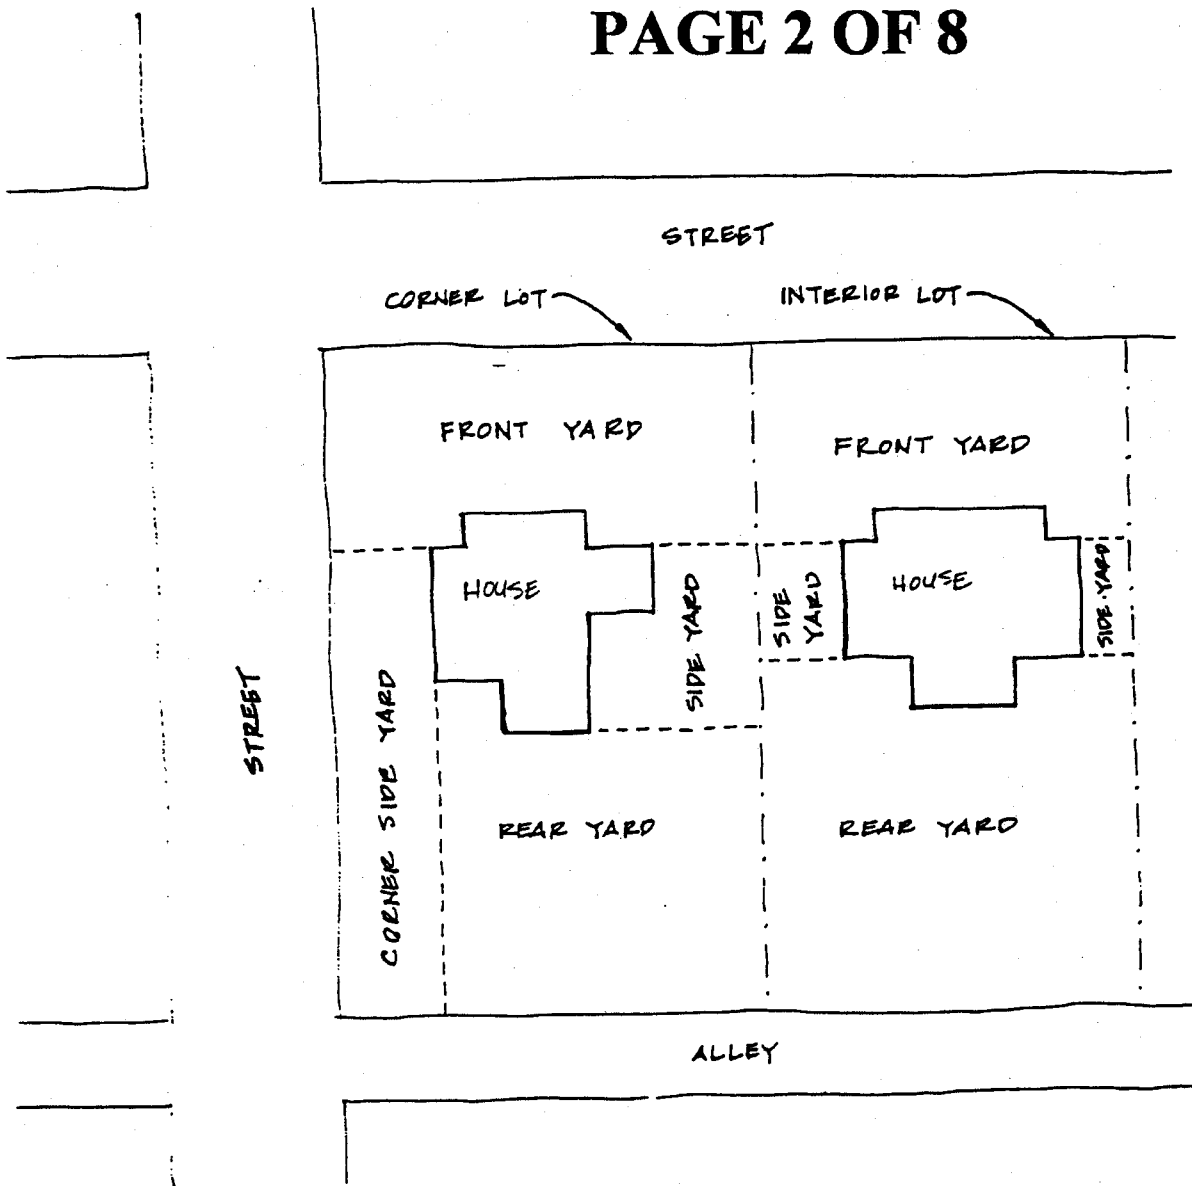 PAGE 2 OF 8
STREET
CORNER LOT
INTERIOR LOT
FRONT YARD
FRONT YARD
HOUSE
SIDE YARD
SIDE
YARD
HOUSE
SIDE YARD
STREET
CORNER SIDE YARD
REAR YARD
REAR YARD
ALLEY